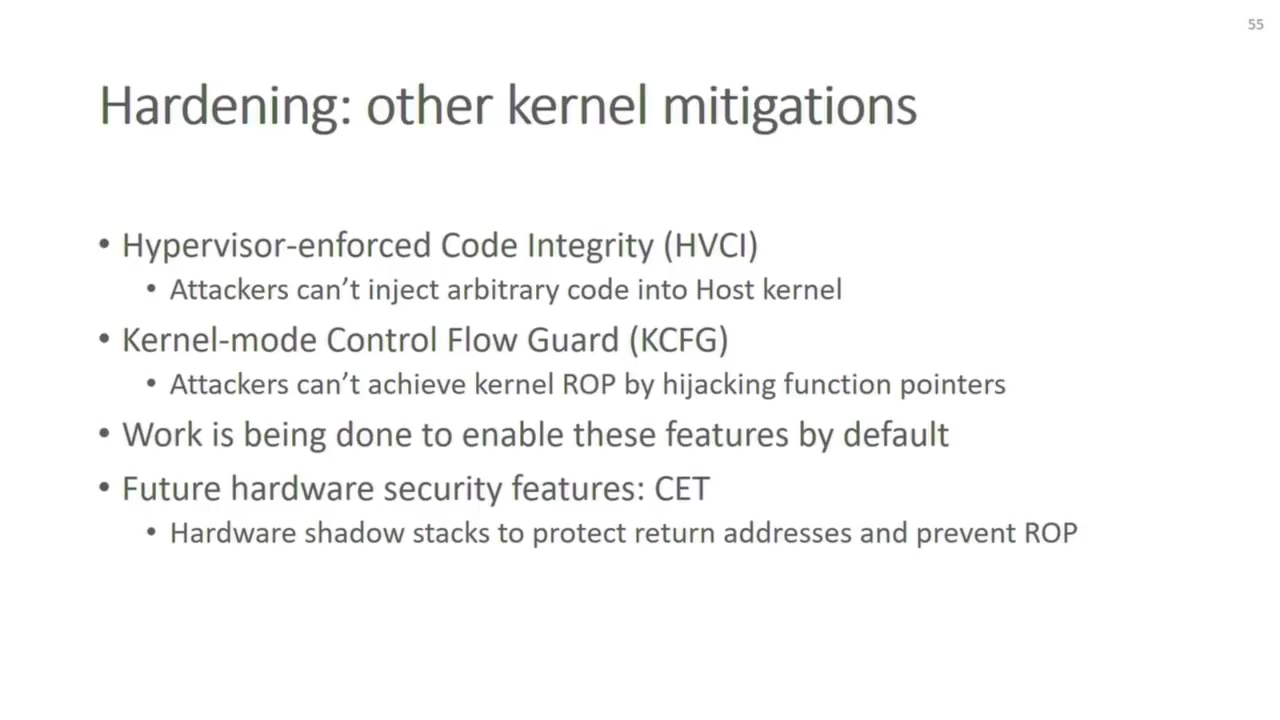 55
Hardening: other kernel mitigations
• Hypervisor-enforced Code Integrity (HVCI)
• Attackers can’t inject arbitrary code into Host kernel
• Kernel-mode Control Flow Guard (KCFG)
• Attackers can’t achieve kernel ROP by hijacking function pointers
• Work is being done to enable these features by default
• Future hardware security features: CET
• Hardware shadow stacks to protect return addresses and prevent ROP